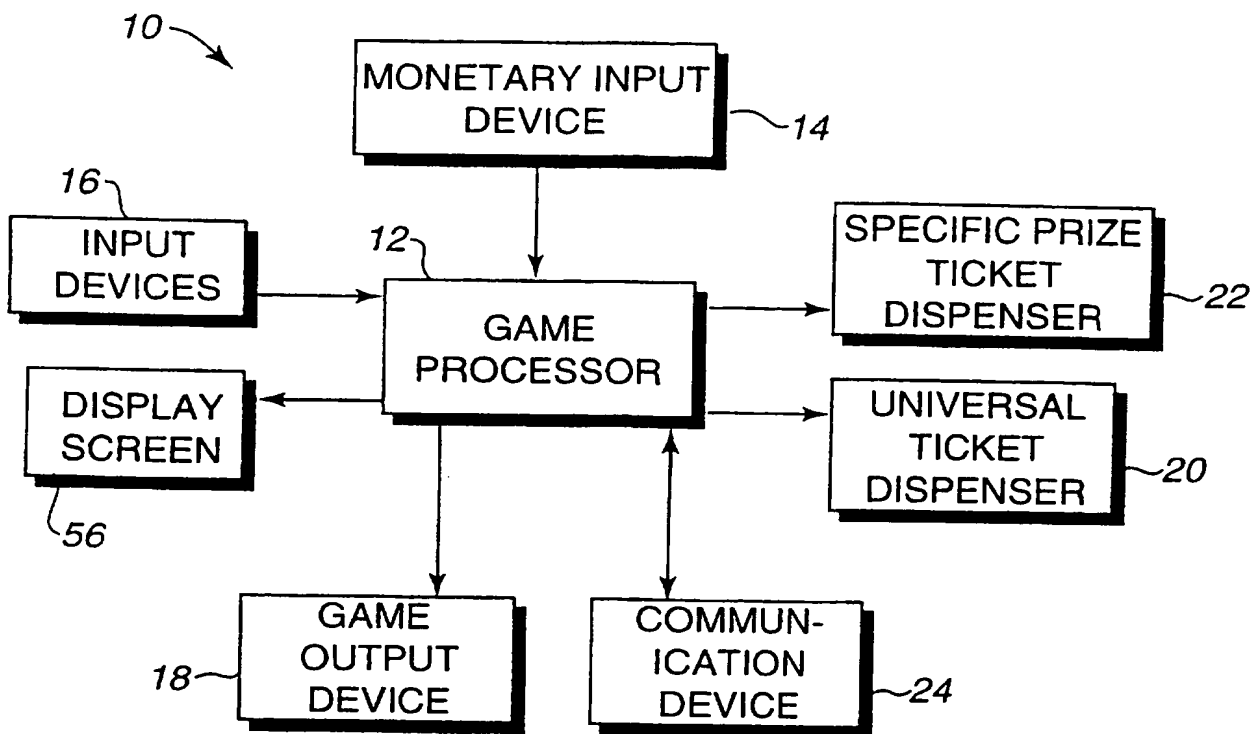 10
MONETARY INPUT
DEVICE
14
16
INPUT
DEVICES
12
GAME
PROCESSOR
SPECIFIC PRIZE
TICKET
DISPENSER
22
DISPLAY
SCREEN
56
UNIVERSAL
TICKET
DISPENSER
20
GAME
OUTPUT
DEVICE
18
COMMUN-
ICATION
DEVICE
24